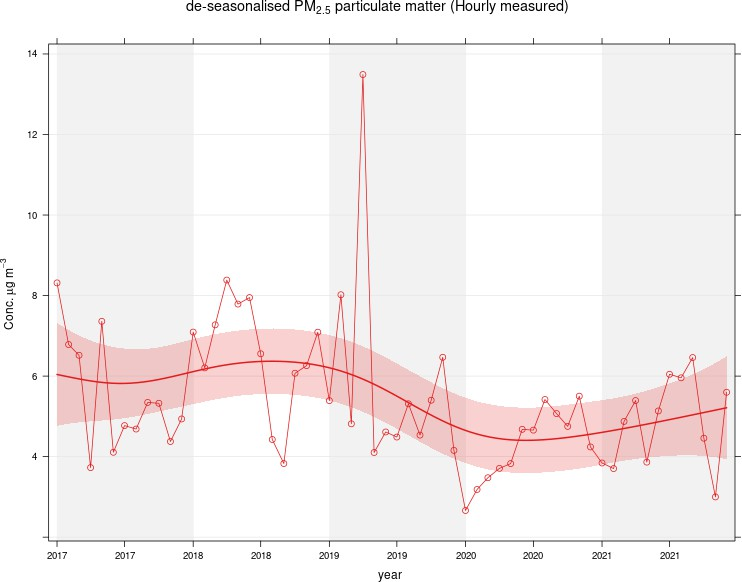 de-seasonalised PM2.5 particulate matter (Hourly measured)
14
12
10
8
6
4
Conc. μg m−3
2017 2017 2018 2018 2019 2019 2020 2020 2021 2021
year